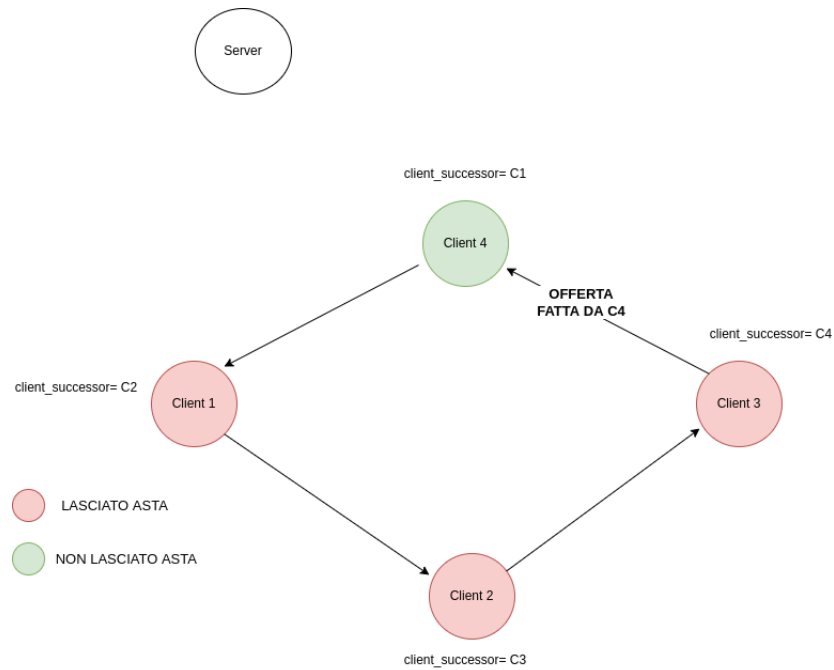 Server
client_successor= C1
Client 4
OFFERTA
FATTA DA C4
client_successor= C4
client_successor= C2
Client 1
Client 3
LASCIATO ASTA
NON LASCIATO ASTA
Client 2
client_successor= C3